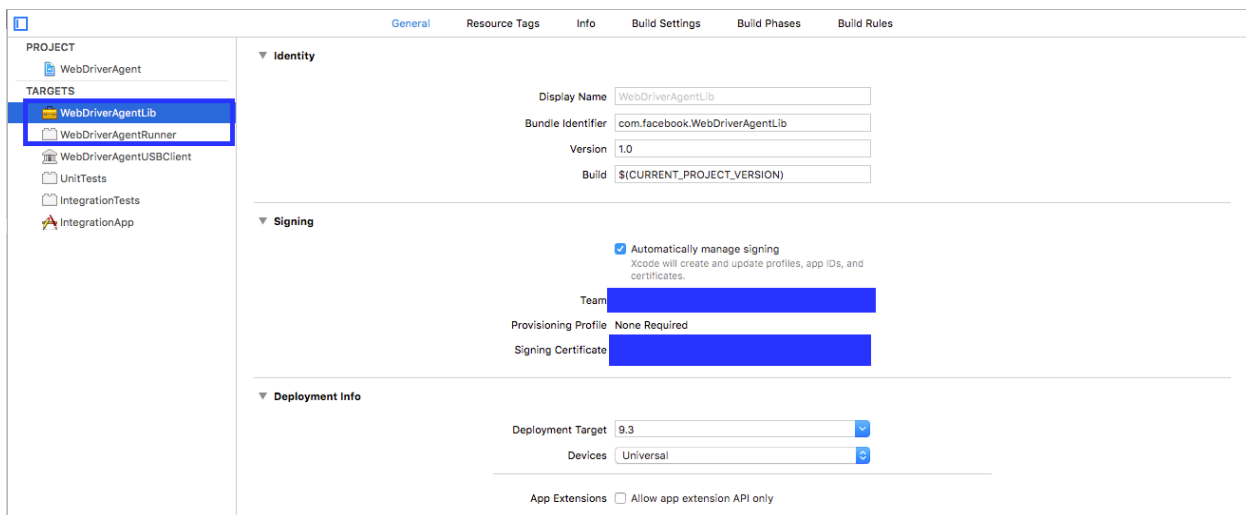 General Resource Tags Info Build Settings Build Phases Build Rules
PROJECT
WebDriverAgent
TARGETS
WebDriverAgentLib
WebDriverAgentRunner
WebDriverAgentUSBClient
UnitTests
IntegrationTests
IntegrationApp
Identity
Display Name WebDriverAgentLib
Bundle Identifier com.facebook.WebDriverAgentLib
Version 1.0
Build $(CURRENT_PROJECT_VERSION)
Signing
Automatically manage signing
Xcode will create and update profiles, app IDs, and
certificates.
Team
Provisioning Profile None Required
Signing Certificate
Deployment Info
Deployment Target 9.3
Devices Universal
App Extensions Allow app extension API only